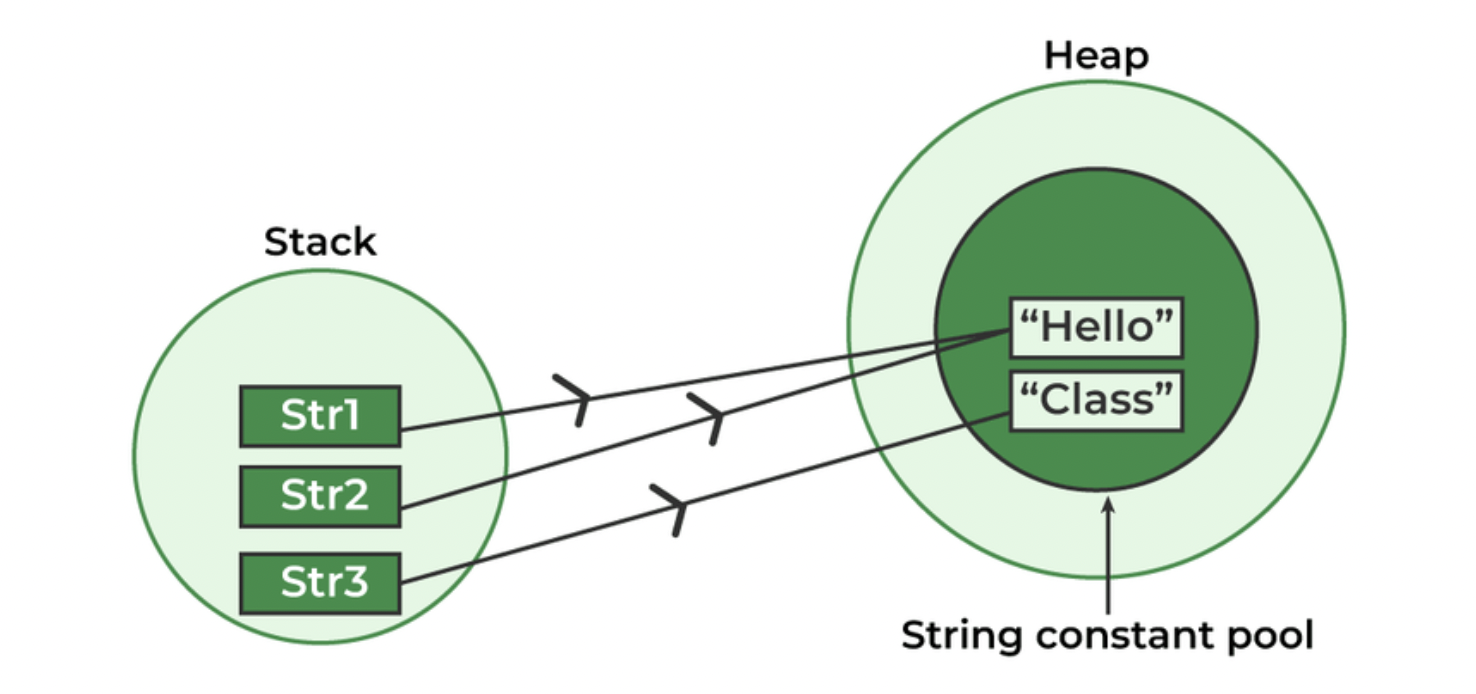 Heap
Stack
“Hello”
“Class”
Str1
Str2
Str3
String constant pool